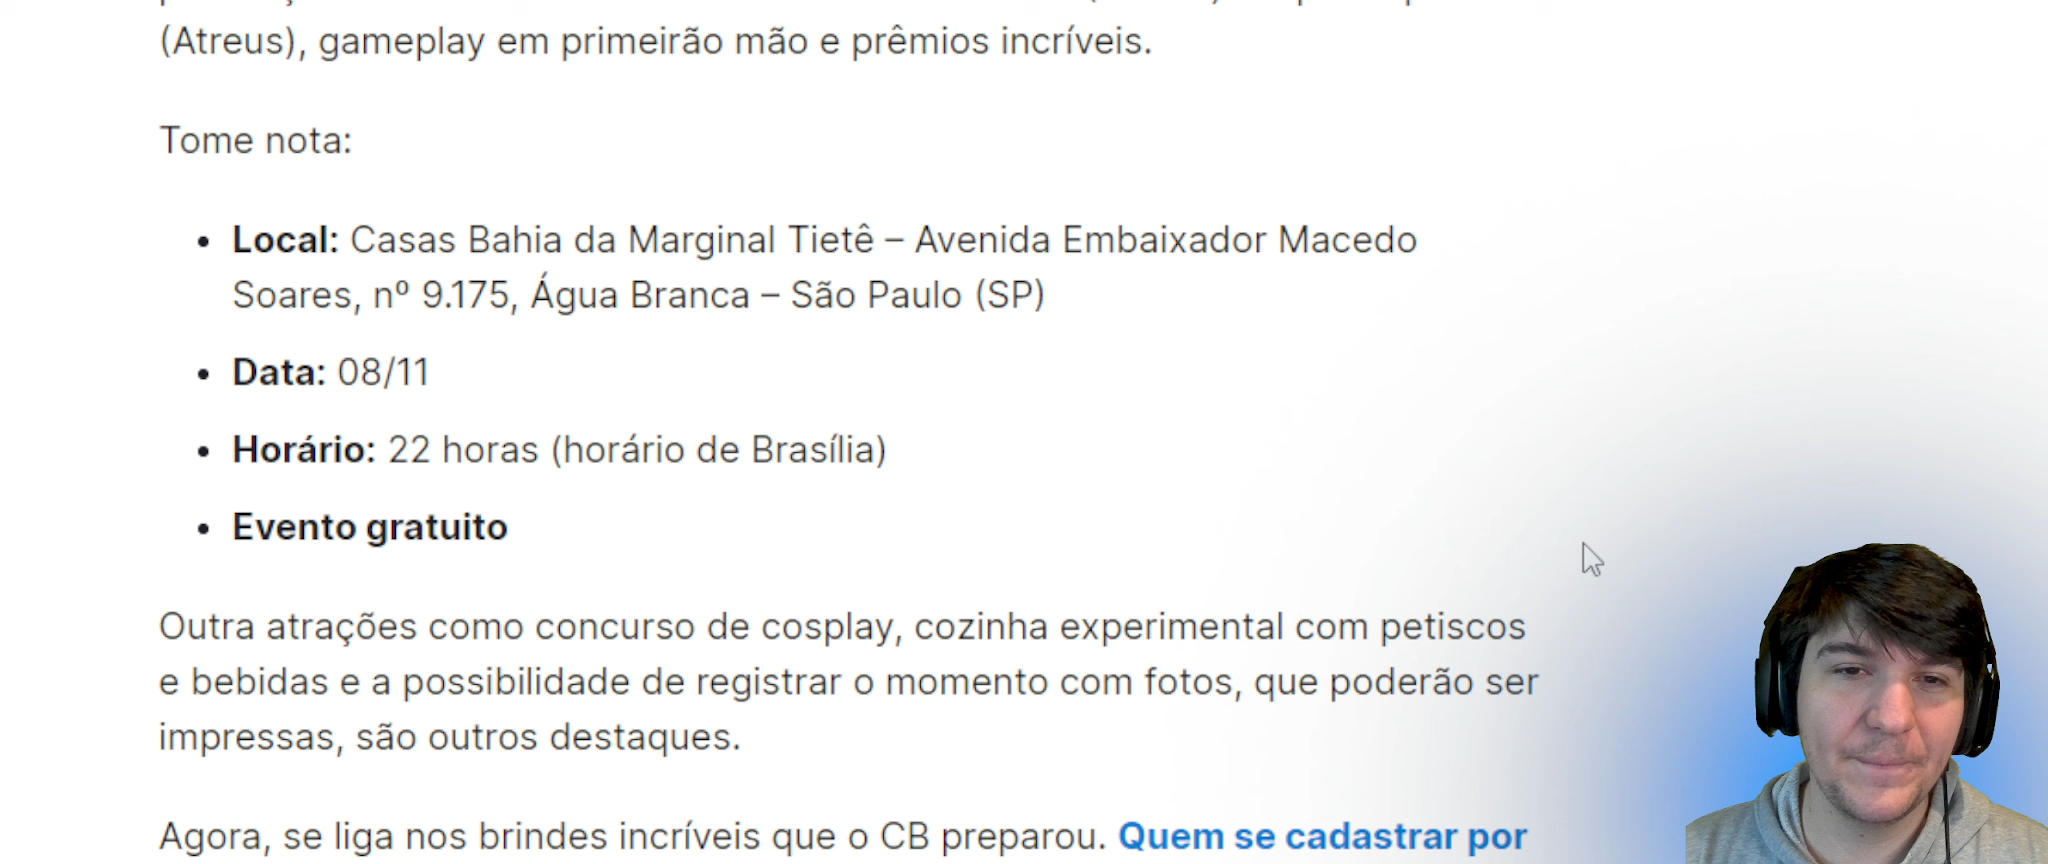 (Atreus), gameplay em primeirão mão e prêmios incríveis.
Tome nota:
• Local: Casas Bahia da Marginal Tietê – Avenida Embaixador Macedo
Soares, nº 9.175, Água Branca – São Paulo (SP)
• Data: 08/11
• Horário: 22 horas (horário de Brasília)
• Evento gratuito
Outra atrações como concurso de cosplay, cozinha experimental com petiscos
e bebidas e a possibilidade de registrar o momento com fotos, que poderão ser
impressas, são outros destaques.
Agora, se liga nos brindes incríveis que o CB preparou. Quem se cadastrar por